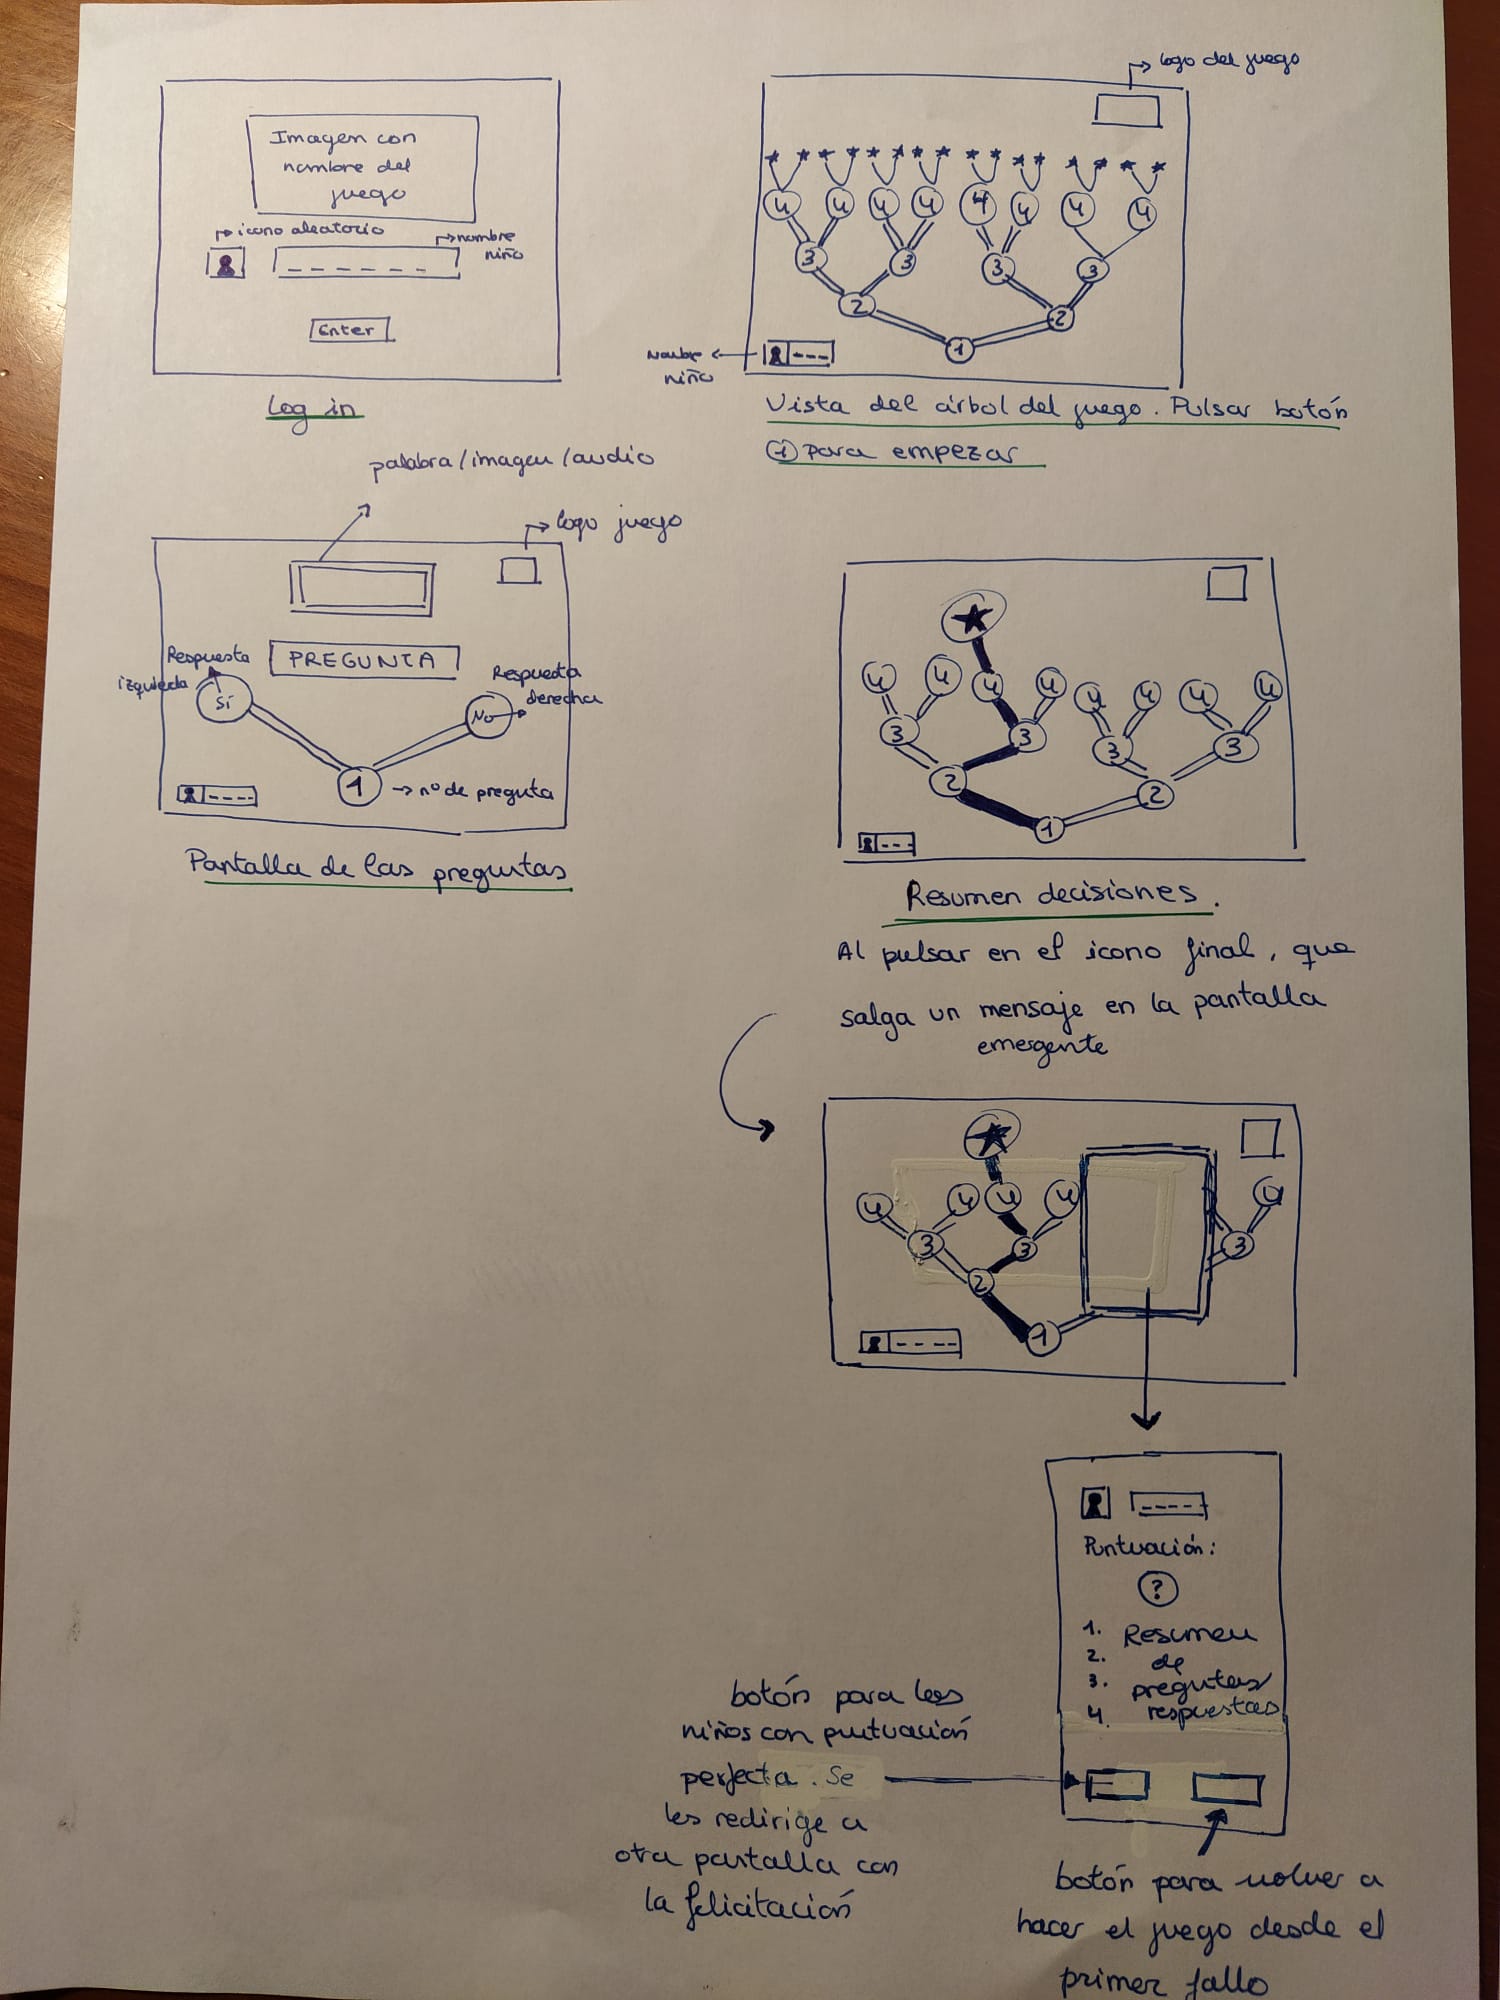 Imagen con
nombre del
juego
icono aleatorio
nombre
niño
Enter
Log in
logo del juego
4 4 4 4 4 4 4 4
3 3 3 3
2 2
1
Nombre
niño
Vista del árbol del juego. Pulsar botón
① para empezar
palabra/imagen/audio
logo juego
PREGUNTA
Respuesta
izquierda
Sí
Respuesta
derecha
No
1
nº de pregunta
Pantalla de las preguntas
4 4 4 4 4 4 4 4
3 3 3 3
2 2
1
Resumen decisiones.
Al pulsar en el icono final, que
salga un mensaje en la pantalla
emergente
4 4 4 4 4
3 3 3
2
1
Puntuación:
?
1. Resumen
2. de
3. preguntas/
4. respuestas
botón para los
niños con puntuación
perfecta. Se
les redirige a
otra pantalla con
la felicitación
botón para volver a
hacer el juego desde el
primer fallo